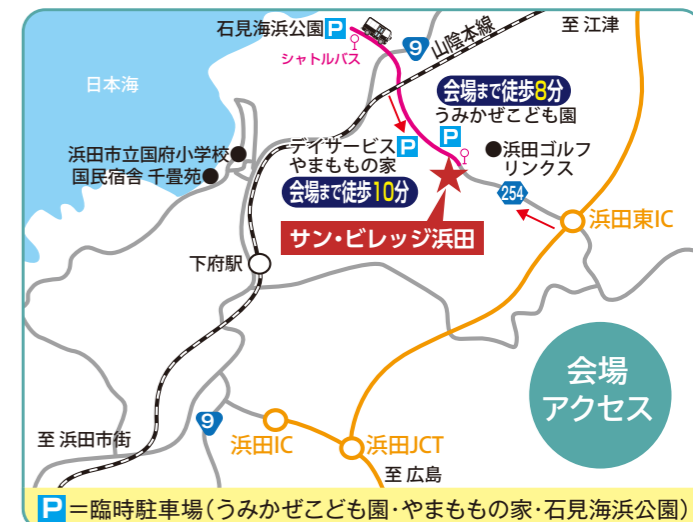 石見海浜公園 P
シャトルバス
9
山陰本線
至 江津
日本海
会場まで徒歩8分
うみかぜこども園
P
デイサービス
やまももの家
P
会場まで徒歩10分
浜田市立国府小学校●
国民宿舎 千畳苑●
●浜田ゴルフ
リンクス
254
サン・ビレッジ浜田
浜田東IC
下府駅
会場
アクセス
9
至 浜田市街
浜田IC
浜田JCT
至 広島
P=臨時駐車場(うみかぜこども園・やまももの家・石見海浜公園)